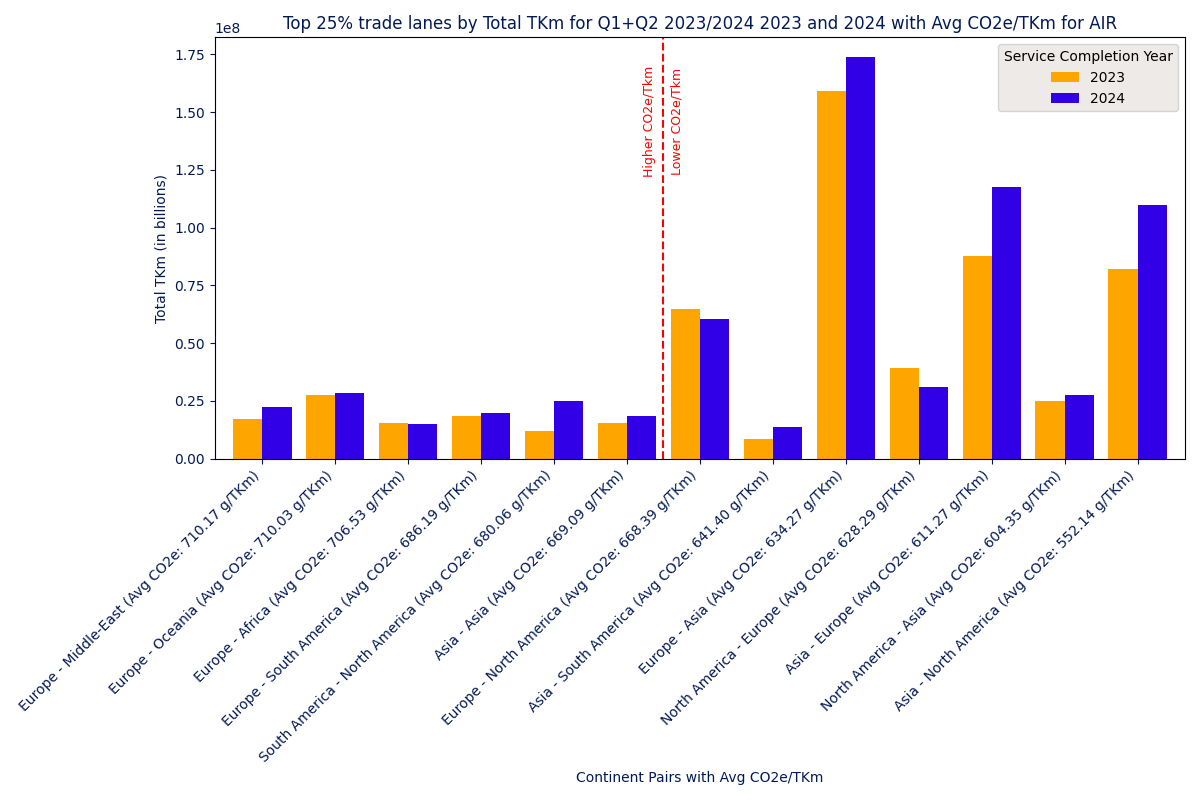 Top 25% trade lanes by Total TKm for Q1+Q2 2023/2024 2023 and 2024 with Avg CO2e/TKm for AIR
1e8
1.75
1.50
1.25
1.00
0.75
0.50
0.25
0.00
Total TKm (in billions)
Higher CO2e/Tkm
Lower CO2e/Tkm
Service Completion Year
2023
2024
Europe - Middle-East (Avg CO2e: 710.17 g/TKm)
Europe - Oceania (Avg CO2e: 710.03 g/TKm)
Europe - Africa (Avg CO2e: 706.53 g/TKm)
Europe - South America (Avg CO2e: 686.19 g/TKm)
South America - North America (Avg CO2e: 680.06 g/TKm)
Asia - Asia (Avg CO2e: 669.09 g/TKm)
Europe - North America (Avg CO2e: 668.39 g/TKm)
Asia - South America (Avg CO2e: 641.40 g/TKm)
Europe - Asia (Avg CO2e: 634.27 g/TKm)
North America - Europe (Avg CO2e: 628.29 g/TKm)
Asia - Europe (Avg CO2e: 611.27 g/TKm)
North America - Asia (Avg CO2e: 604.35 g/TKm)
Asia - North America (Avg CO2e: 552.14 g/TKm)
Continent Pairs with Avg CO2e/TKm